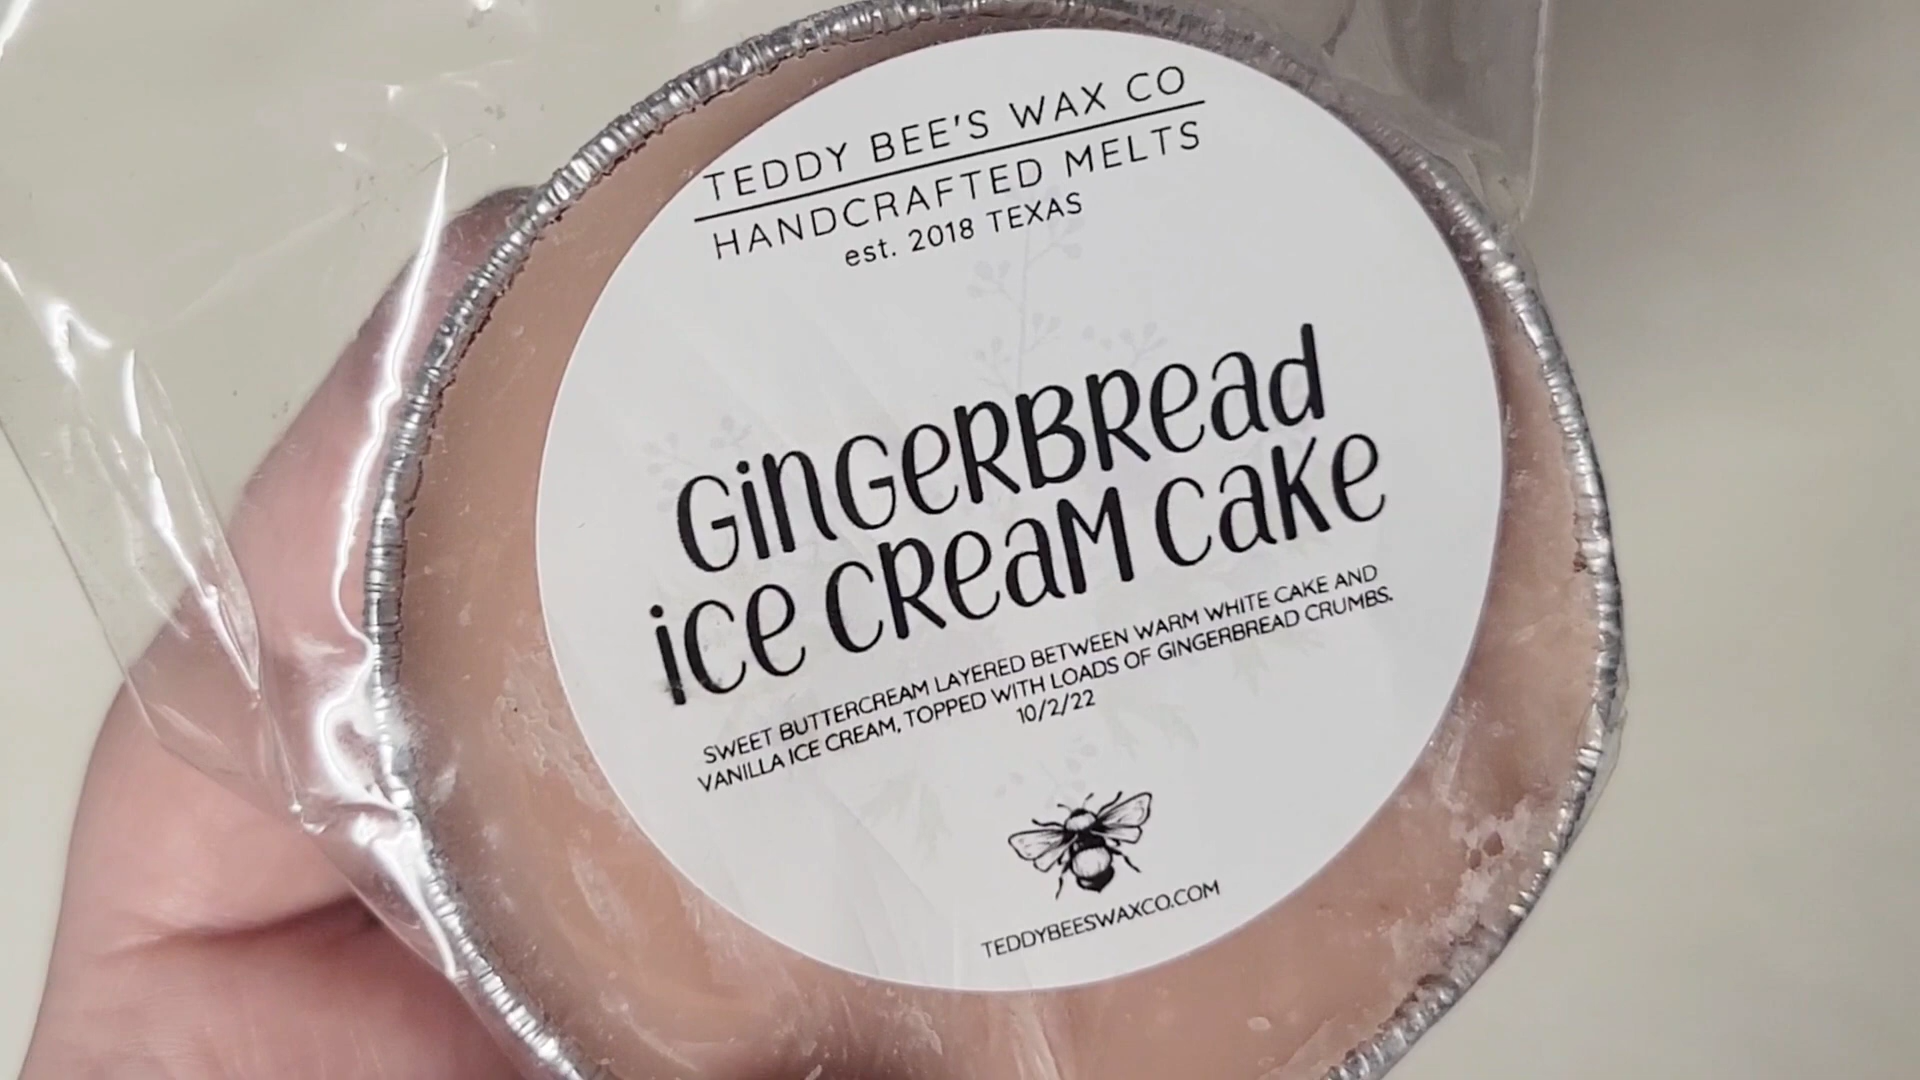 TEDDY BEE'S WAX CO
HANDCRAFTED MELTS
est. 2018 TEXAS
GINGERBREAD
ICE CREAM CAKE
SWEET BUTTERCREAM LAYERED BETWEEN WARM WHITE CAKE AND
VANILLA ICE CREAM, TOPPED WITH LOADS OF GINGERBREAD CRUMBS.
10/2/22
TEDDYBEESWAXCO.COM